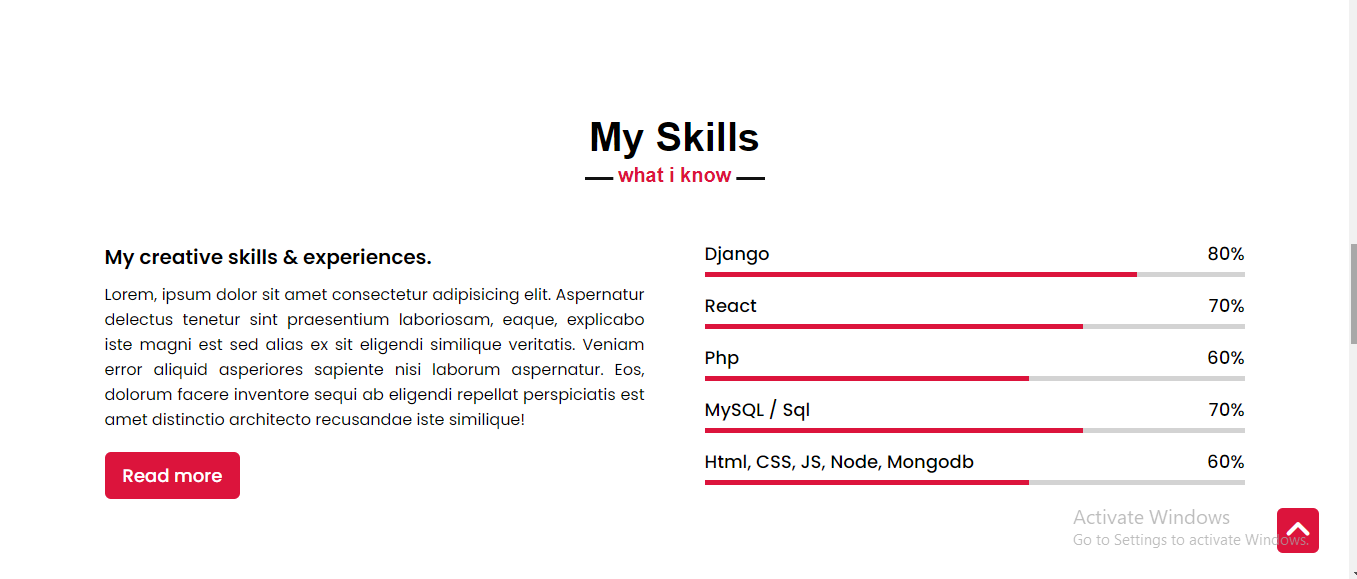 My Skills
what i know
My creative skills & experiences.
Lorem, ipsum dolor sit amet consectetur adipisicing elit. Aspernatur
delectus tenetur sint praesentium laboriosam, eaque, explicabo
iste magni est sed alias ex sit eligendi similique veritatis. Veniam
error aliquid asperiores sapiente nisi laborum aspernatur. Eos,
dolorum facere inventore sequi ab eligendi repellat perspiciatis est
amet distinctio architecto recusandae iste similique!
Read more
Django 80%
React 70%
Php 60%
MySQL / Sql 70%
Html, CSS, JS, Node, Mongodb 60%
Activate Windows
Go to Settings to activate Windows.